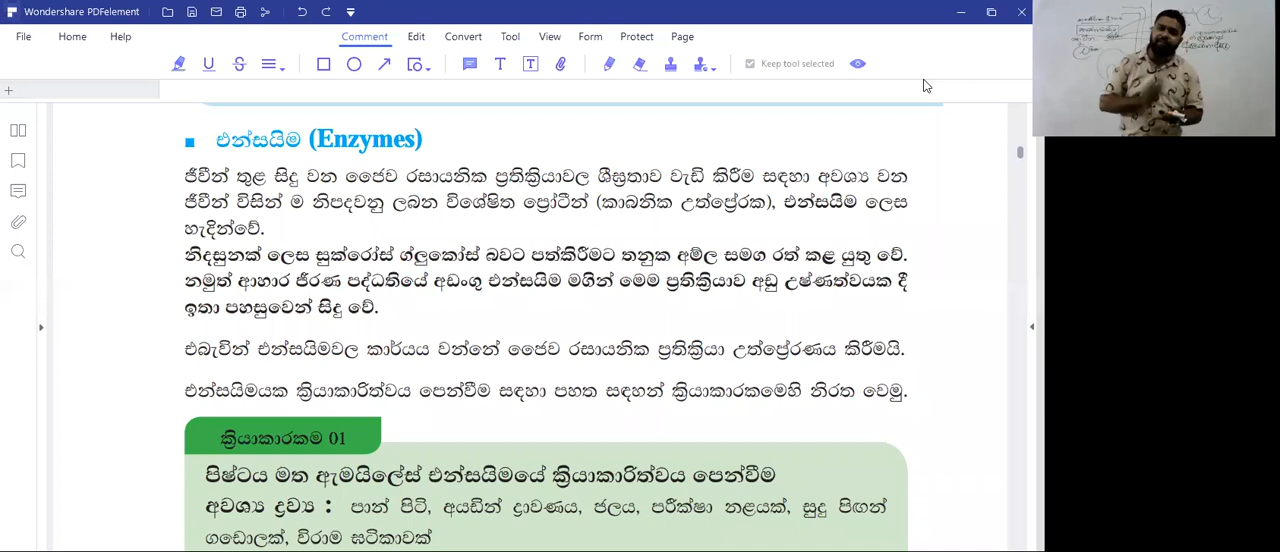 Wondershare PDFelement
File Home Help Comment Edit Convert Tool View Form Protect Page
Keep tool selected
එන්සයිම (Enzymes)
ජීවීන් තුළ සිදු වන ජෛව රසායනික ප්‍රතික්‍රියාවල ශීඝ්‍රතාව වැඩි කිරීම සඳහා අවශ්‍ය වන
ජීවීන් විසින් ම නිපදවනු ලබන විශේෂිත ප්‍රෝටීන් (කාබනික උත්ප්‍රේරක), එන්සයිම ලෙස
හැදින්වේ.
නිදසුනක් ලෙස සුක්රෝස් ග්ලුකෝස් බවට පත්කිරීමට තනුක අම්ල සමග රත් කළ යුතු වේ.
නමුත් ආහාර ජීරණ පද්ධතියේ අඩංගු එන්සයිම මගින් මෙම ප්‍රතික්‍රියාව අඩු උෂ්ණත්වයක දී
ඉතා පහසුවෙන් සිදු වේ.
එබැවින් එන්සයිමවල කාර්යය වන්නේ ජෛව රසායනික ප්‍රතික්‍රියා උත්ප්‍රේරණය කිරීමයි.
එන්සයිමයක ක්‍රියාකාරිත්වය පෙන්වීම සඳහා පහත සඳහන් ක්‍රියාකාරකමෙහි නිරත වෙමු.
ක්‍රියාකාරකම 01
පිෂ්ටය මත ඇමයිලේස් එන්සයිමයේ ක්‍රියාකාරිත්වය පෙන්වීම
අවශ්‍ය ද්‍රව්‍ය : පාන් පිටි, අයඩින් ද්‍රාවණය, ජලය, පරීක්ෂා නළයක්, සුදු පිඟන්
ගඩොලක්, විරාම ඝටිකාවක්